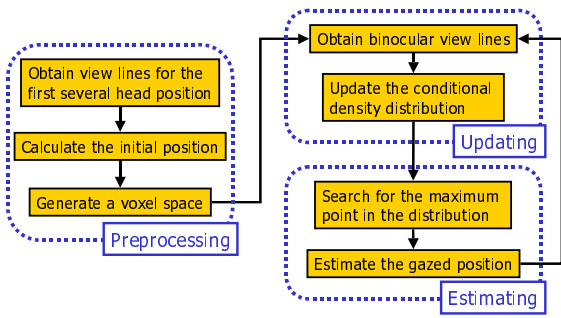 Obtain view lines for the
first several head position
Calculate the initial position
Generate a voxel space
Preprocessing
Obtain binocular view lines
Update the conditional
density distribution
Updating
Search for the maximum
point in the distribution
Estimate the gazed position
Estimating